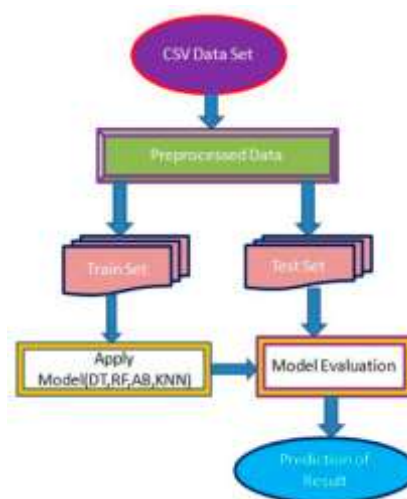 CSV Data Set
Preprocessed Data
Train Set
Test Set
Apply
Model(DT,RF,AB,KNN)
Model Evaluation
Prediction of
Result